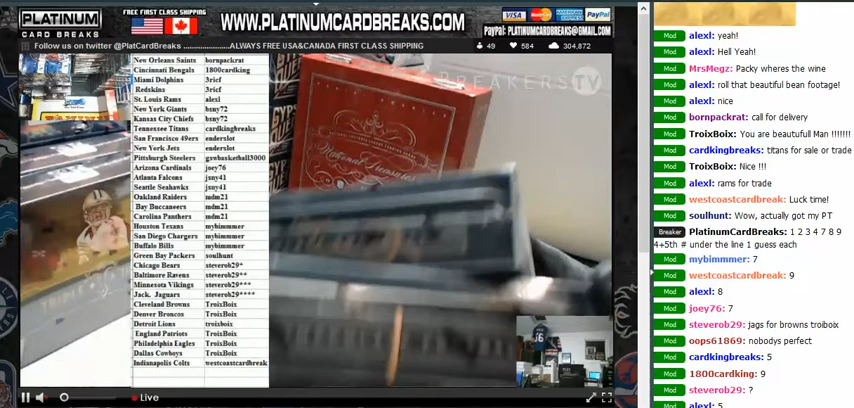 PLATINUM
CARD BREAKS
FREE FIRST CLASS SHIPPING
WWW.PLATINUMCARDBREAKS.COM
VISA
PayPal
PayPal: PLATINUMCARDBREAKS@GMAIL.COM
Follow us on twitter @PlatCardBreaks .......................ALWAYS FREE USA&CANADA FIRST CLASS SHIPPING
49 584 304,872
New Orleans Saints bornpackrat
Cincinnati Bengals 1800cardking
Miami Dolphins 3ricf
Redskins 3ricf
St. Louis Rams alexl
New York Giants bsny72
Kansas City Chiefs bsny72
Tennessee Titans cardkingbreaks
San Francisco 49ers enderslot
New York Jets enderslot
Pittsburgh Steelers gswbasketball3000
Arizona Cardinals joey76
Atlanta Falcons jsny41
Seattle Seahawks jsny41
Oakland Raiders mdm21
Bay Buccaneers mdm21
Carolina Panthers mdm21
Houston Texans mybimmmer
San Diego Chargers mybimmmer
Buffalo Bills mybimmmer
Green Bay Packers soulhunt
Chicago Bears steverob29*
Baltimore Ravens steverob29**
Minnesota Vikings steverob29***
Jack. Jaguars steverob29****
Cleveland Browns TroixBoix
Denver Broncos TroixBoix
Detroit Lions troixboix
England Patriots TroixBoix
Philadelphia Eagles TroixBoix
Dallas Cowboys TroixBoix
Indianapolis Colts westcoastcardbreak
BREAKERS TV
National Treasures
Live
Mod alexl: yeah!
Mod alexl: Hell Yeah!
Mod MrsMegz: Packy wheres the wine
Mod alexl: roll that beautiful bean footage!
Mod alexl: nice
Mod bornpackrat: call for delivery
Mod TroixBoix: You are beautufull Man !!!!!!!
Mod cardkingbreaks: titans for sale or trade
Mod TroixBoix: Nice !!!
Mod alexl: rams for trade
Mod westcoastcardbreak: Luck time!
Mod soulhunt: Wow, actually got my PT
Breaker PlatinumCardBreaks: 1 2 3 4 7 8 9
4+5th # under the line 1 guess each
Mod mybimmmer: 7
Mod westcoastcardbreak: 9
Mod alexl: 8
Mod joey76: 7
Mod steverob29: jags for browns troiboix
Mod oops61869: nobodys perfect
Mod cardkingbreaks: 5
Mod 1800cardking: 9
Mod steverob29: ?
Mod alexl: 5